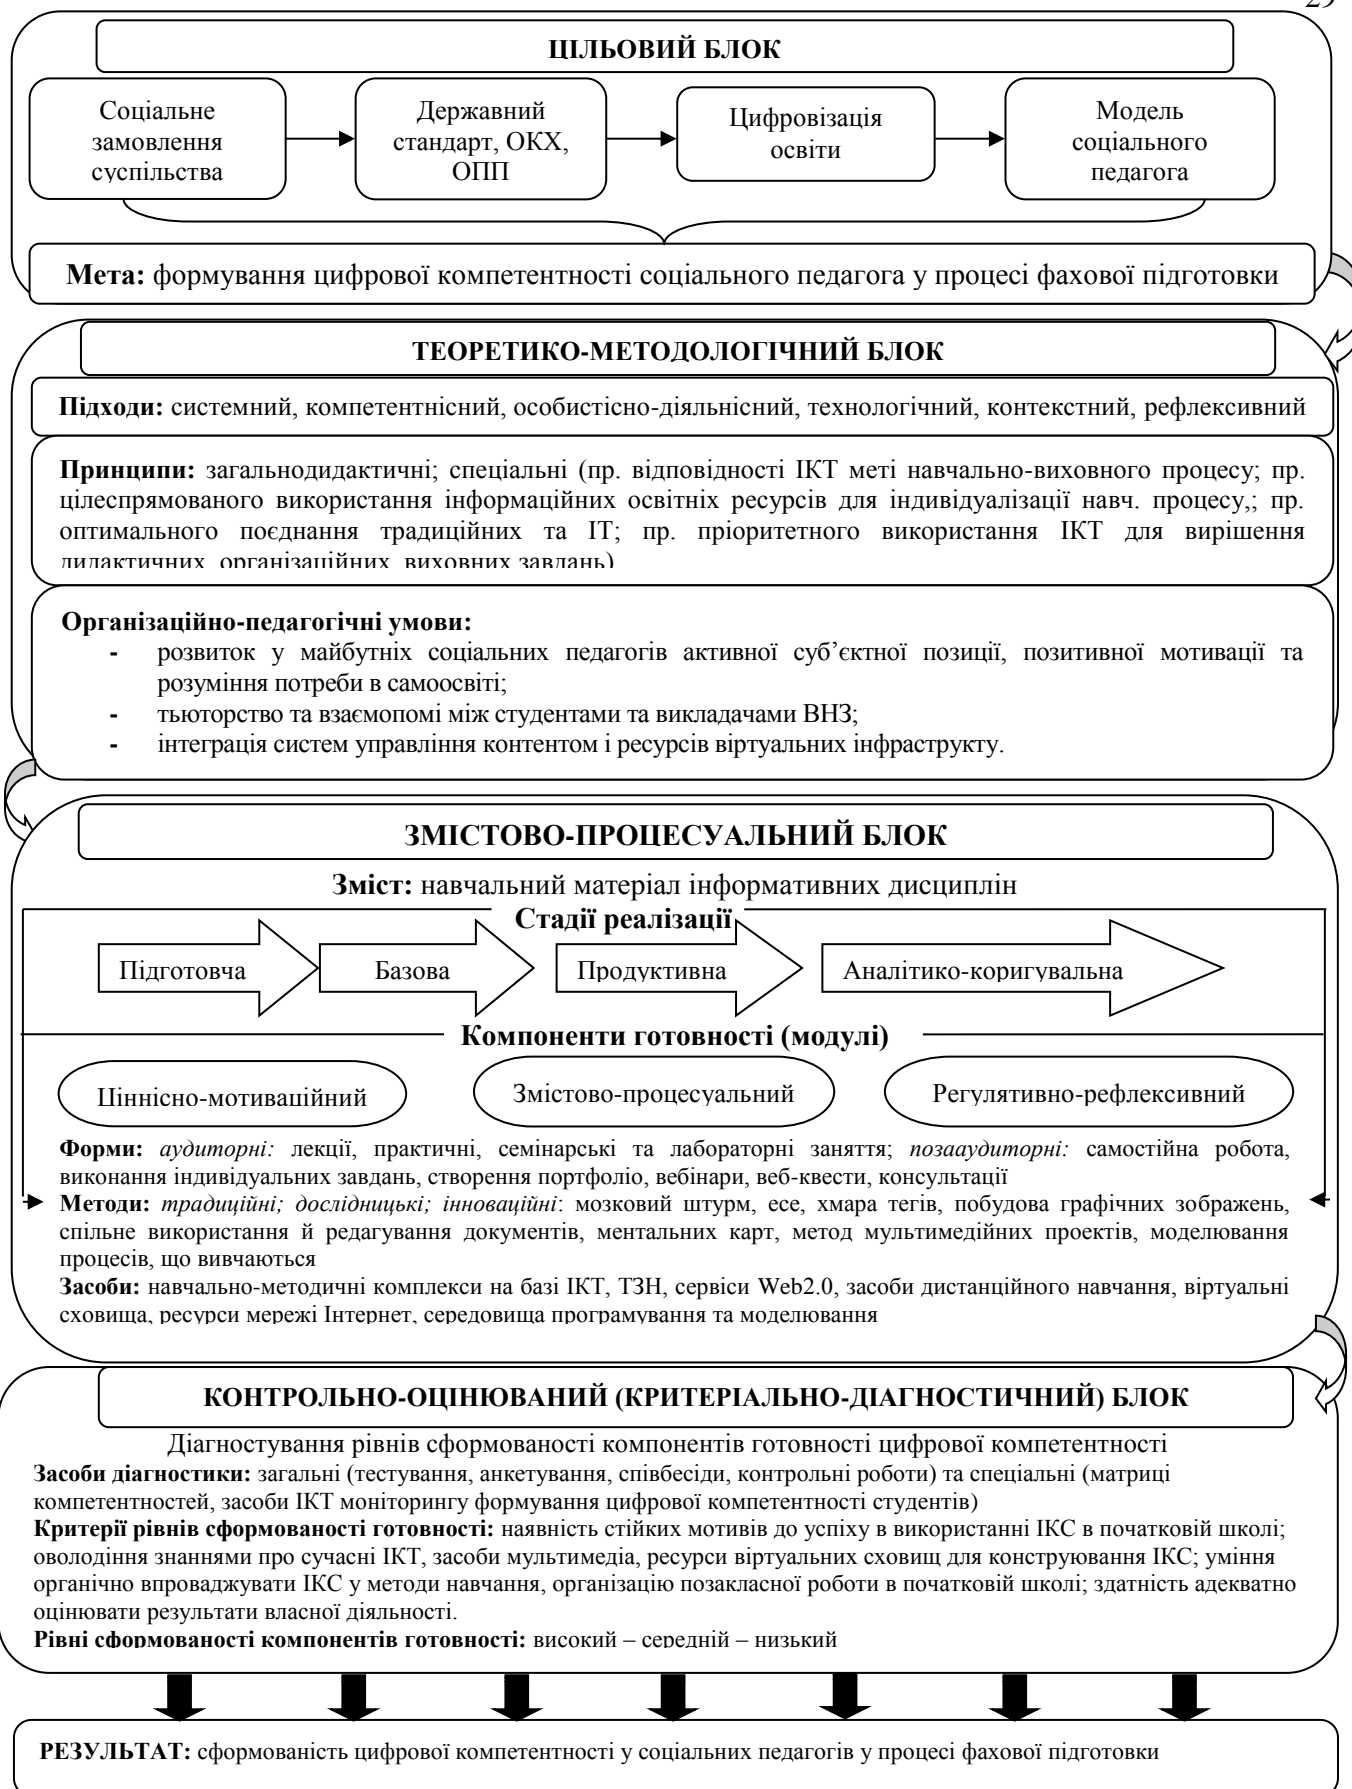 29
ЦІЛЬОВИЙ БЛОК
Соціальне
замовлення
суспільства
Державний
стандарт, ОКХ,
ОПП
Цифровізація
освіти
Модель
соціального
педагога
Мета: формування цифрової компетентності соціального педагога у процесі фахової підготовки
ТЕОРЕТИКО-МЕТОДОЛОГІЧНИЙ БЛОК
Підходи: системний, компетентнісний, особистісно-діяльнісний, технологічний, контекстний, рефлексивний
Принципи: загальнодидактичні; спеціальні (пр. відповідності ІКТ меті навчально-виховного процесу; пр.
цілеспрямованого використання інформаційних освітніх ресурсів для індивідуалізації навч. процесу,; пр.
оптимального поєднання традиційних та ІТ; пр. пріоритетного використання ІКТ для вирішення
дидактичних, організаційних, виховних завдань)
Організаційно-педагогічні умови:
- розвиток у майбутніх соціальних педагогів активної суб’єктної позиції, позитивної мотивації та
розуміння потреби в самоосвіті;
- тьюторство та взаємопомі між студентами та викладачами ВНЗ;
- інтеграція систем управління контентом і ресурсів віртуальних інфраструкту.
ЗМІСТОВО-ПРОЦЕСУАЛЬНИЙ БЛОК
Зміст: навчальний матеріал інформативних дисциплін
Стадії реалізації
Підготовча
Базова
Продуктивна
Аналітико-коригувальна
Компоненти готовності (модулі)
Ціннісно-мотиваційний
Змістово-процесуальний
Регулятивно-рефлексивний
Форми: аудиторні: лекції, практичні, семінарські та лабораторні заняття; позааудиторні: самостійна робота,
виконання індивідуальних завдань, створення портфоліо, вебінари, веб-квести, консультації
Методи: традиційні; дослідницькі; інноваційні: мозковий штурм, есе, хмара тегів, побудова графічних зображень,
спільне використання й редагування документів, ментальних карт, метод мультимедійних проектів, моделювання
процесів, що вивчаються
Засоби: навчально-методичні комплекси на базі ІКТ, ТЗН, сервіси Web2.0, засоби дистанційного навчання, віртуальні
сховища, ресурси мережі Інтернет, середовища програмування та моделювання
КОНТРОЛЬНО-ОЦІНЮВАНИЙ (КРИТЕРІАЛЬНО-ДІАГНОСТИЧНИЙ) БЛОК
Діагностування рівнів сформованості компонентів готовності цифрової компетентності
Засоби діагностики: загальні (тестування, анкетування, співбесіди, контрольні роботи) та спеціальні (матриці
компетентностей, засоби ІКТ моніторингу формування цифрової компетентності студентів)
Критерії рівнів сформованості готовності: наявність стійких мотивів до успіху в використанні ІКС в початковій школі;
оволодіння знаннями про сучасні ІКТ, засоби мультимедіа, ресурси віртуальних сховищ для конструювання ІКС; уміння
органічно впроваджувати ІКС у методи навчання, організацію позакласної роботи в початковій школі; здатність адекватно
оцінювати результати власної діяльності.
Рівні сформованості компонентів готовності: високий – середній – низький
РЕЗУЛЬТАТ: сформованість цифрової компетентності у соціальних педагогів у процесі фахової підготовки